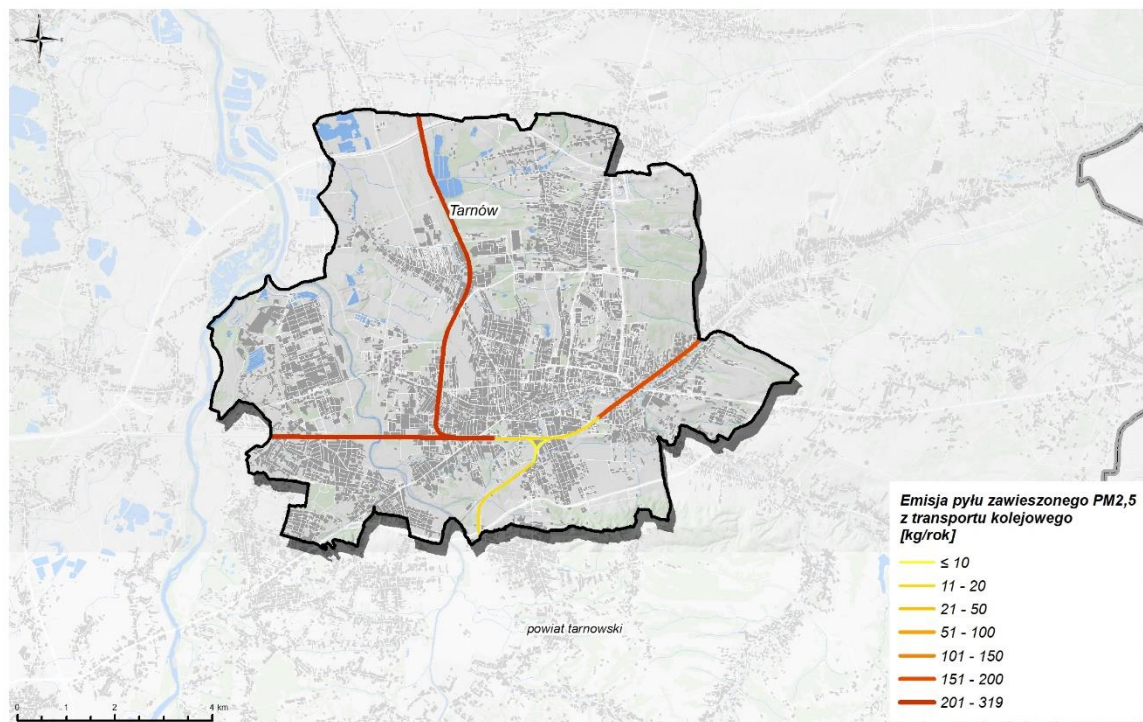 Tarnów
powiat tarnowski
Emisja pyłu zawieszonego PM2,5
z transportu kolejowego
[kg/rok]
≤ 10
11 - 20
21 - 50
51 - 100
101 - 150
151 - 200
201 - 319
0 1 2 4 km